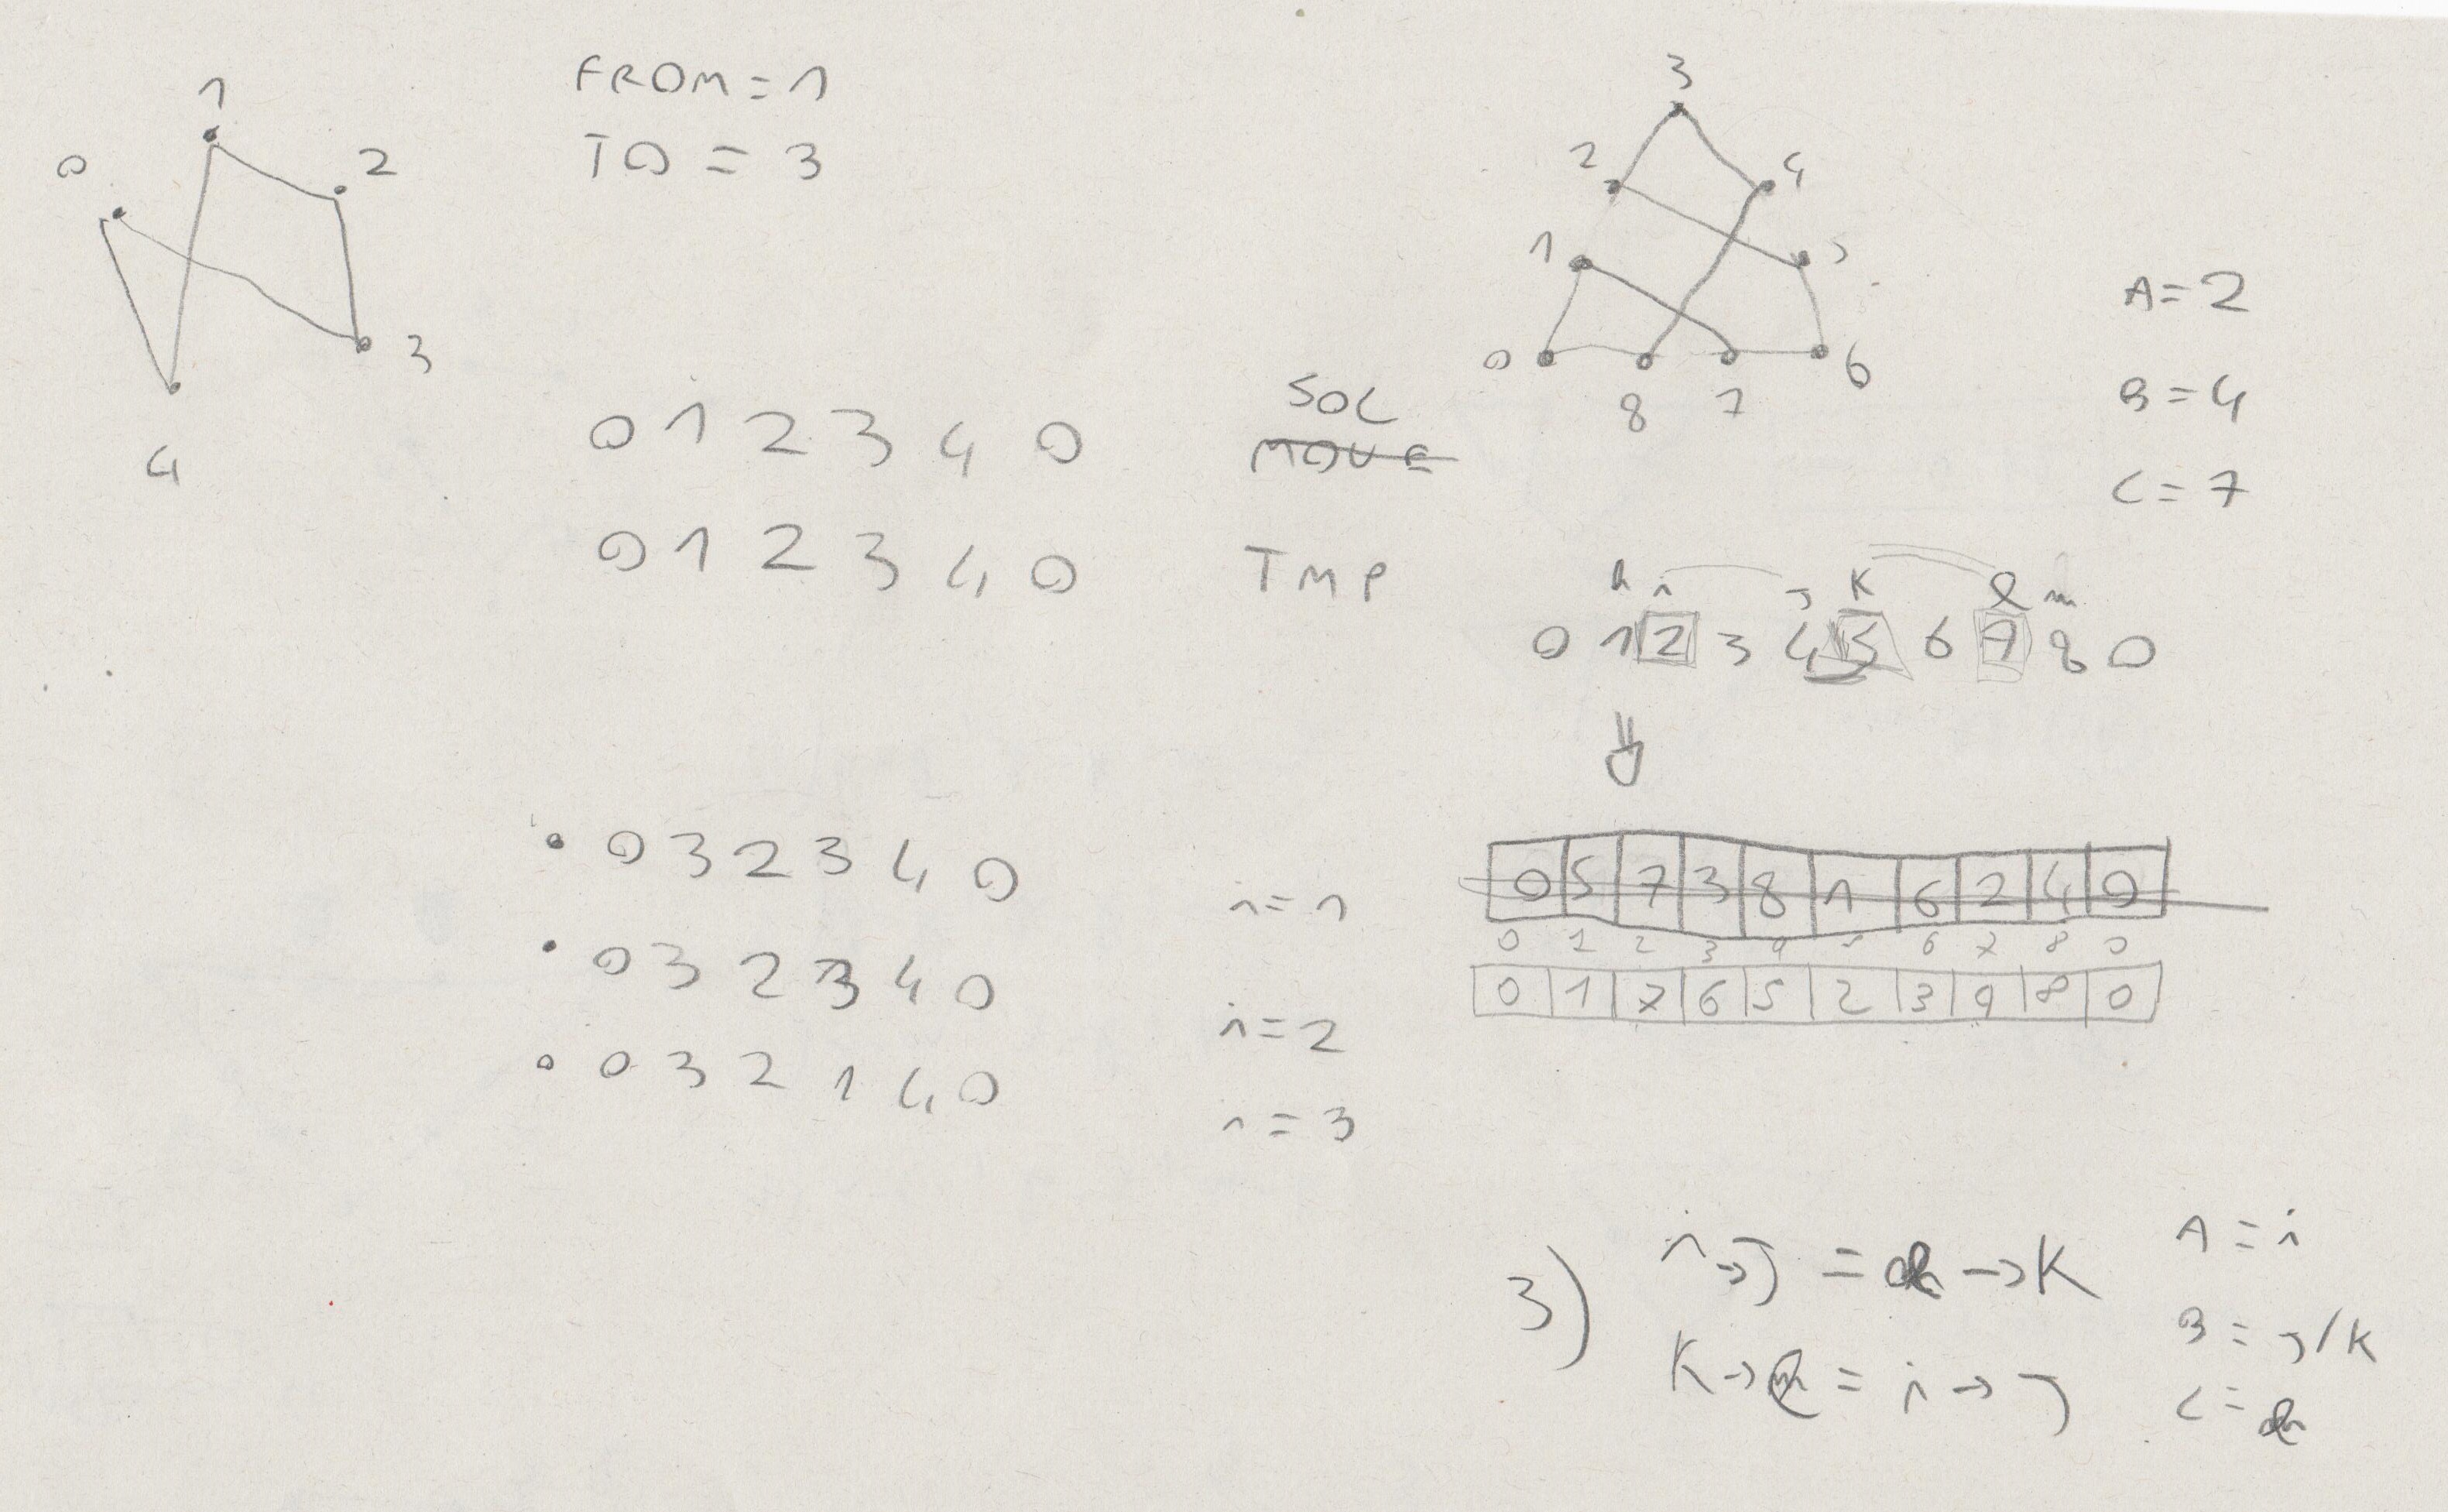 FROM = 1
TO = 3
1
0
2
3
4
0 1 2 3 4 0
SOL
MOVE
0 1 2 3 4 0
TMP
0 3 2 3 4 0
i = 1
0 3 2 3 4 0
i = 2
0 3 2 1 4 0
i = 3
3
2
4
1
5
0
8
7
6
A = 2
B = 4
C = 7
h i J K l m
0 1 2 3 4 5 6 7 8 0
0 5 7 3 8 1 6 2 4 0
0 1 2 3 4 5 6 7 8 0
0 1 7 6 5 2 3 4 8 0
3) i → J = l → K
K → l = i → J
A = i
B = J/K
C = l